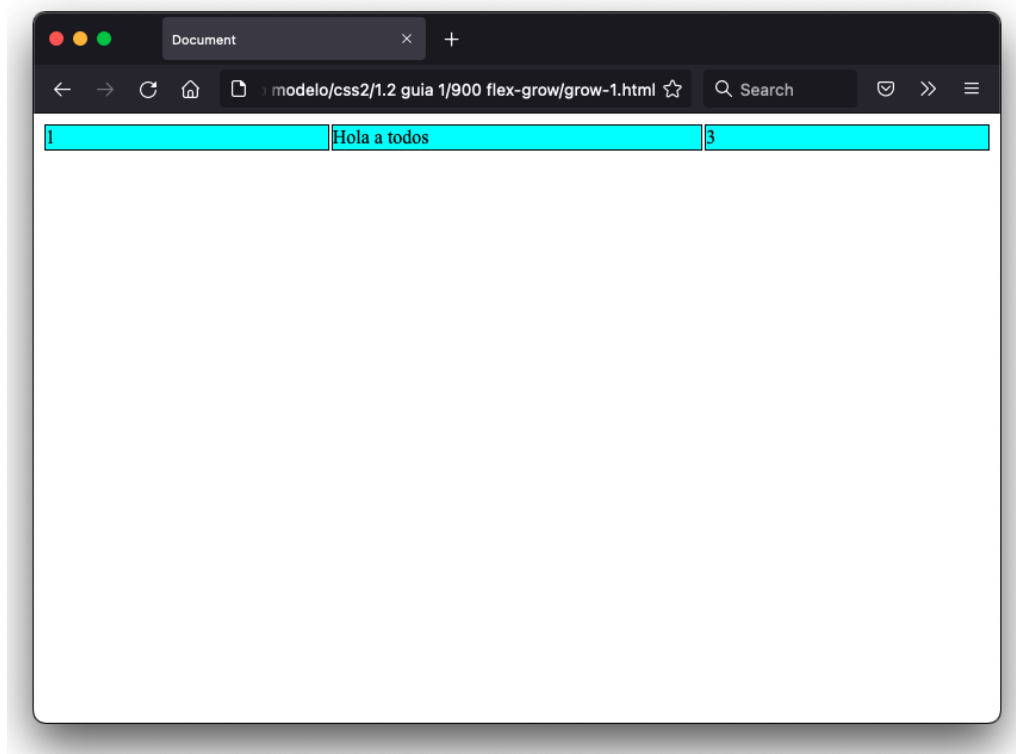 Document
modelo/css2/1.2 guia 1/900 flex-grow/grow-1.html
Search
1
Hola a todos
3